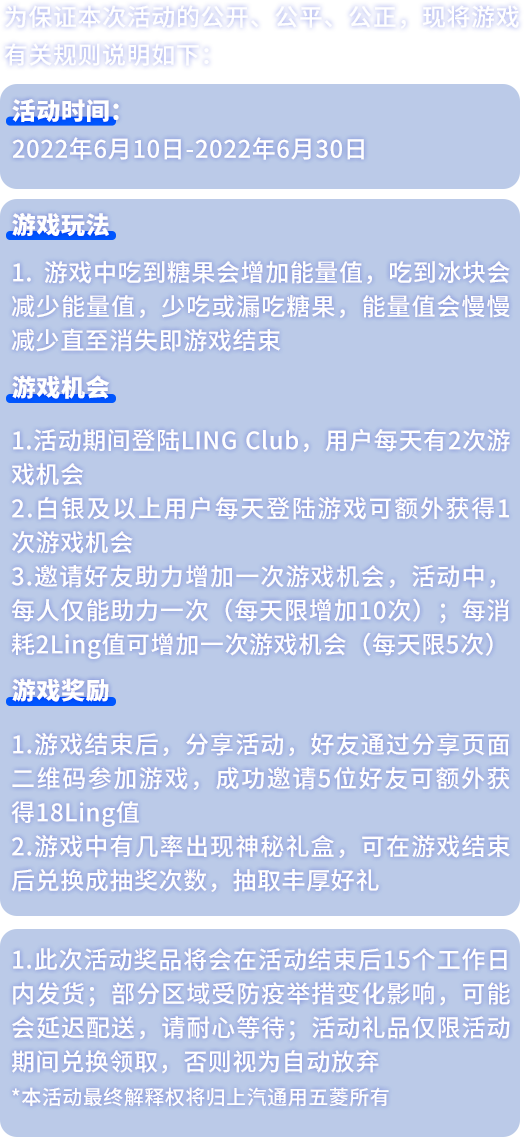 为保证本次活动的公开、公平、公正，现将游戏
有关规则说明如下：
活动时间：
2022年6月10日-2022年6月30日
游戏玩法
1. 游戏中吃到糖果会增加能量值，吃到冰块会
减少能量值，少吃或漏吃糖果，能量值会慢慢
减少直至消失即游戏结束
游戏机会
1.活动期间登陆LING Club，用户每天有2次游
戏机会
2.白银及以上用户每天登陆游戏可额外获得1
次游戏机会
3.邀请好友助力增加一次游戏机会，活动中，
每人仅能助力一次（每天限增加10次）；每消
耗2Ling值可增加一次游戏机会（每天限5次）
游戏奖励
1.游戏结束后，分享活动，好友通过分享页面
二维码参加游戏，成功邀请5位好友可额外获
得18Ling值
2.游戏中有几率出现神秘礼盒，可在游戏结束
后兑换成抽奖次数，抽取丰厚好礼
1.此次活动奖品将会在活动结束后15个工作日
内发货；部分区域受防疫举措变化影响，可能
会延迟配送，请耐心等待；活动礼品仅限活动
期间兑换领取，否则视为自动放弃
*本活动最终解释权将归上汽通用五菱所有